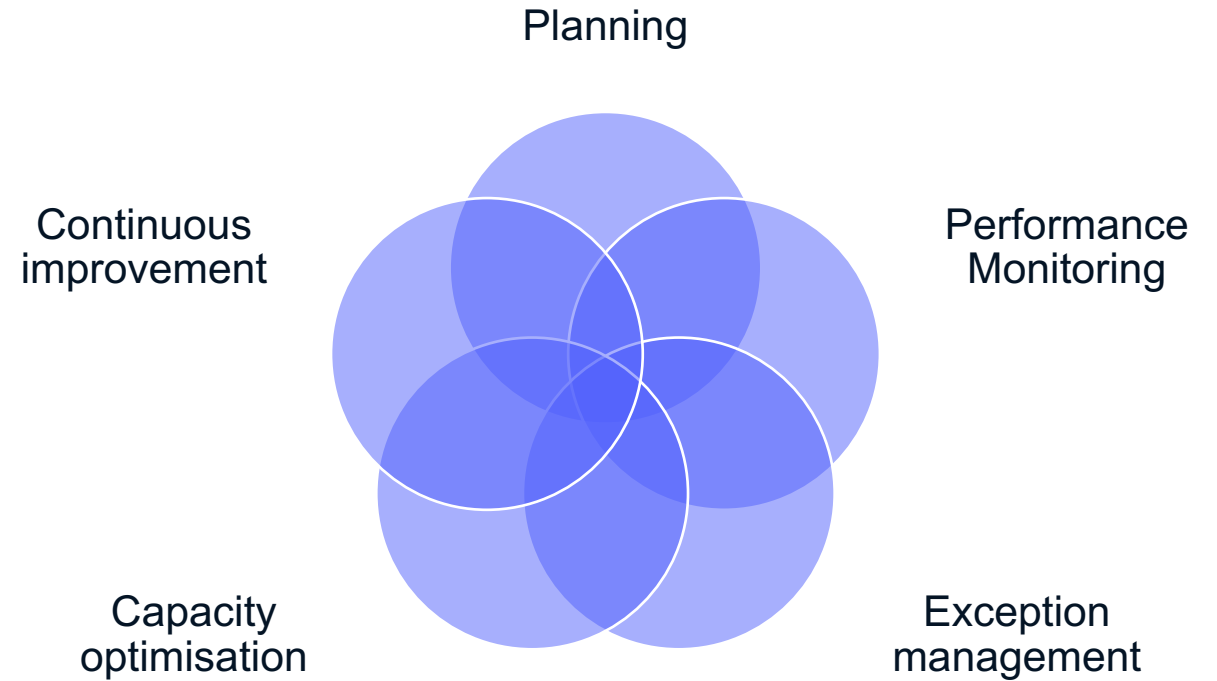 Planning
Continuous
improvement
Performance
Monitoring
Capacity
optimisation
Exception
management